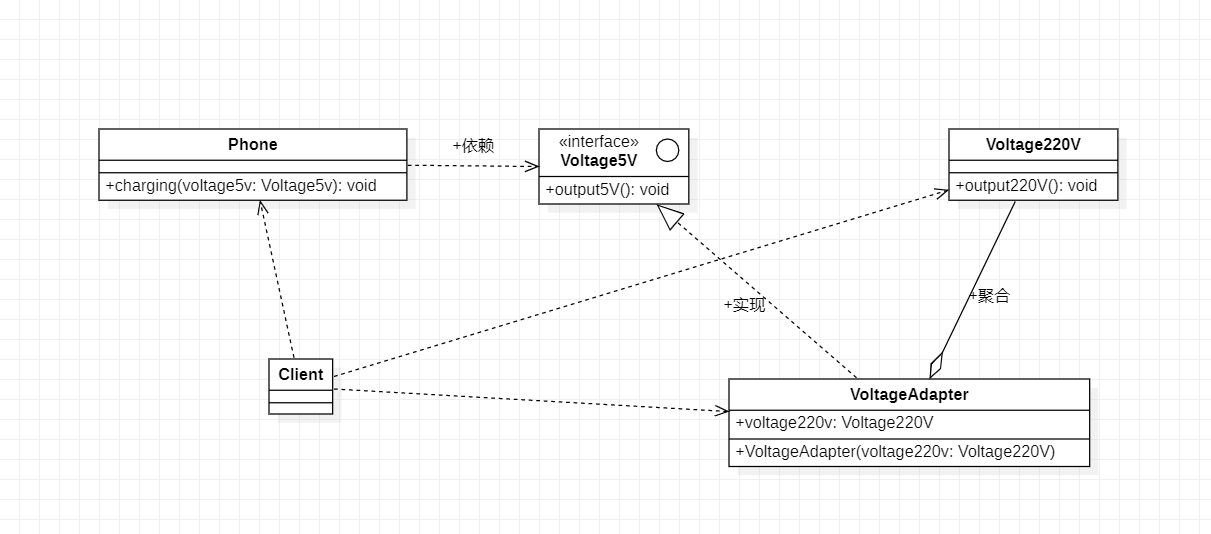 Phone
+charging(voltage5v: Voltage5v): void
+依赖
«interface»
Voltage5V
+output5V(): void
Voltage220V
+output220V(): void
+实现
+聚合
Client
VoltageAdapter
+voltage220v: Voltage220V
+VoltageAdapter(voltage220v: Voltage220V)